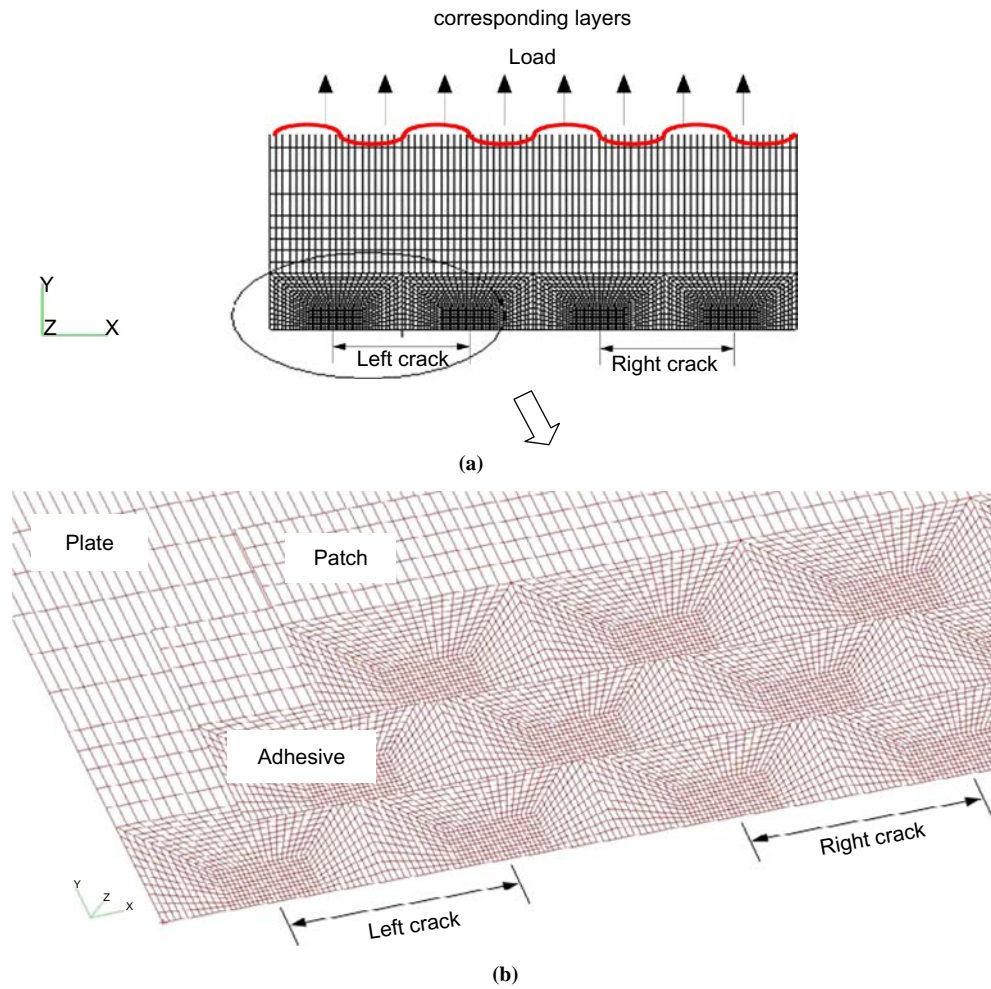 corresponding layers
Load
Y
Z X
Left crack
Right crack
(a)
Plate
Patch
Adhesive
Right crack
Left crack
Y
Z
X
(b)